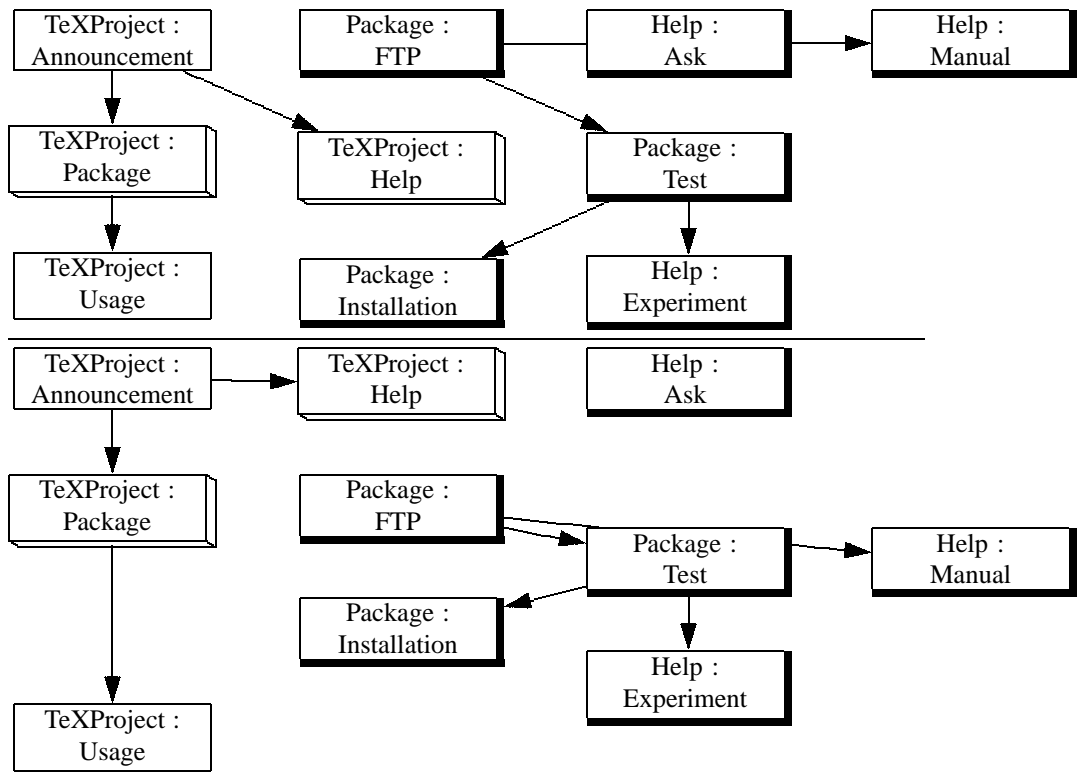 TeXProject :
Announcement
Package :
FTP
Help :
Ask
Help :
Manual
TeXProject :
Package
TeXProject :
Help
Package :
Test
TeXProject :
Usage
Package :
Installation
Help :
Experiment
TeXProject :
Announcement
TeXProject :
Help
Help :
Ask
TeXProject :
Package
Package :
FTP
Package :
Test
Help :
Manual
Package :
Installation
Help :
Experiment
TeXProject :
Usage